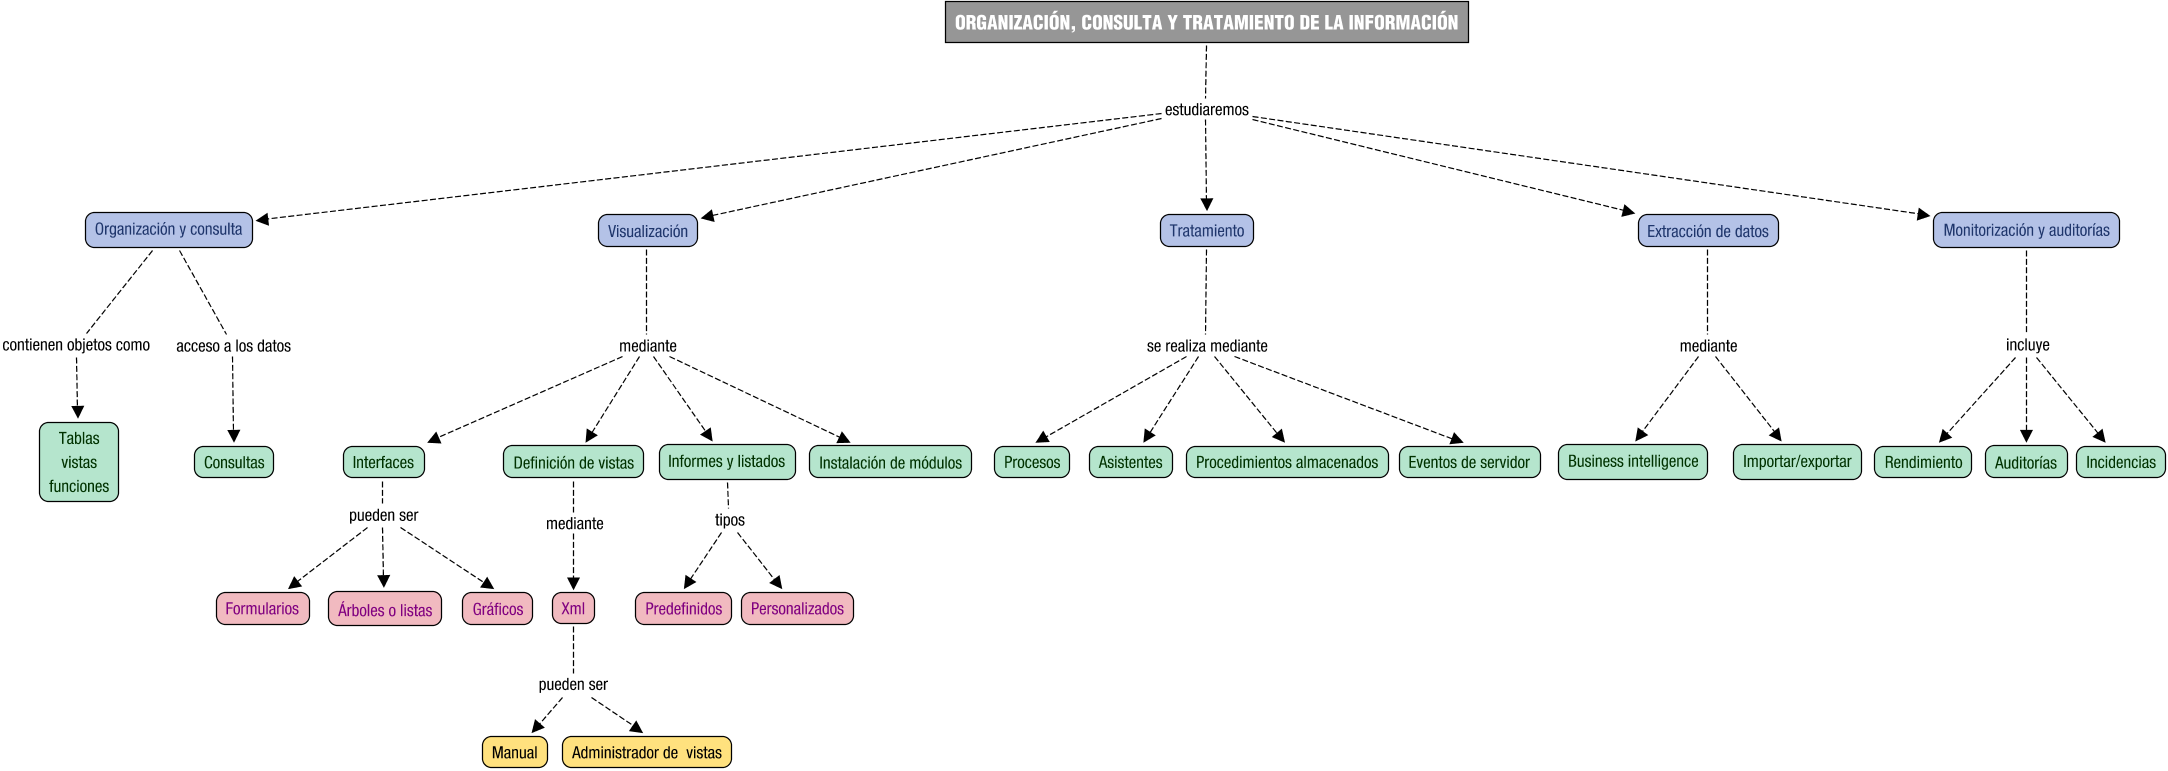 ORGANIZACIÓN, CONSULTA Y TRATAMIENTO DE LA INFORMACIÓN
estudiaremos
Organización y consulta
Visualización
Tratamiento
Extracción de datos
Monitorización y auditorías
contienen objetos como
acceso a los datos
mediante
se realiza mediante
mediante
incluye
Tablas
vistas
funciones
Consultas
Interfaces
Definición de vistas
Informes y listados
Instalación de módulos
Procesos
Asistentes
Procedimientos almacenados
Eventos de servidor
Business intelligence
Importar/exportar
Rendimiento
Auditorías
Incidencias
pueden ser
mediante
tipos
Formularios
Árboles o listas
Gráficos
Xml
Predefinidos
Personalizados
pueden ser
Manual
Administrador de vistas